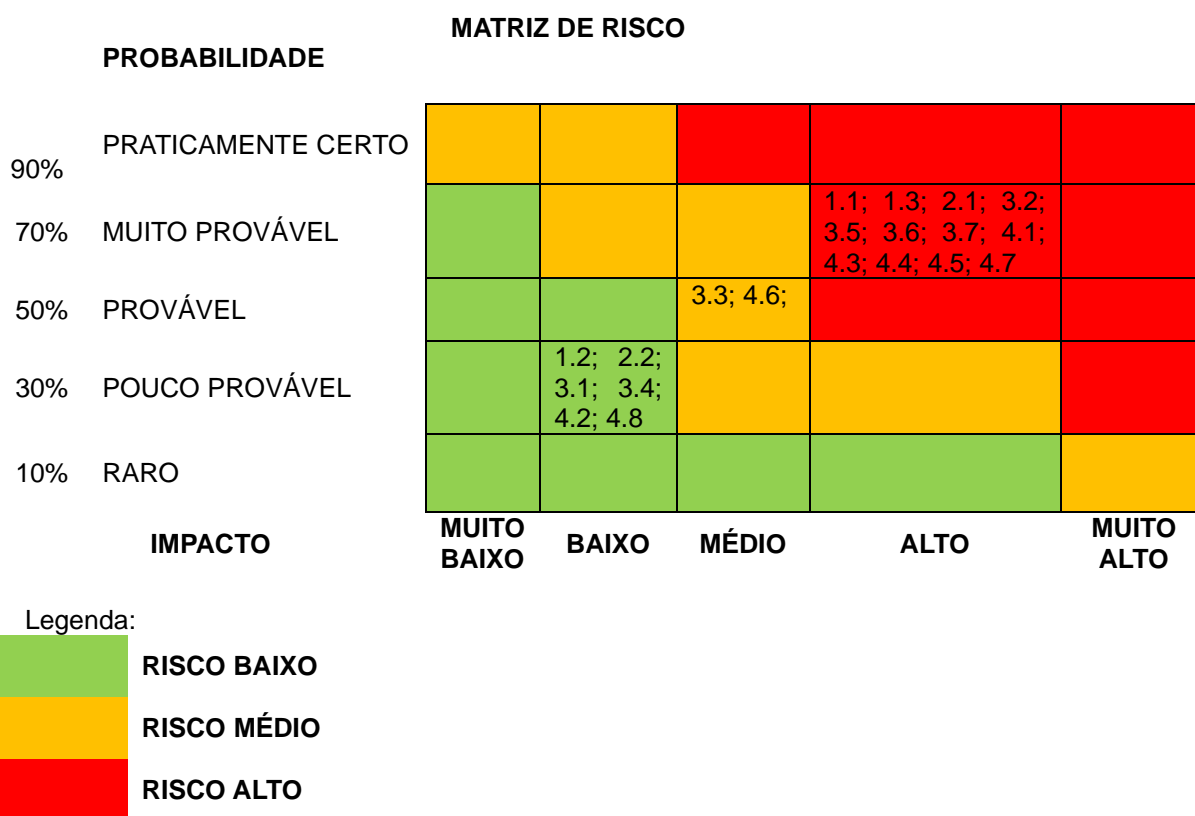 MATRIZ DE RISCO
PROBABILIDADE
PRATICAMENTE CERTO
90%
70% MUITO PROVÁVEL
1.1; 1.3; 2.1; 3.2;
3.5; 3.6; 3.7; 4.1;
4.3; 4.4; 4.5; 4.7
50% PROVÁVEL
3.3; 4.6;
30% POUCO PROVÁVEL
1.2; 2.2;
3.1; 3.4;
4.2; 4.8
10% RARO
IMPACTO
MUITO
BAIXO
BAIXO
MÉDIO
ALTO
MUITO
ALTO
Legenda:
RISCO BAIXO
RISCO MÉDIO
RISCO ALTO